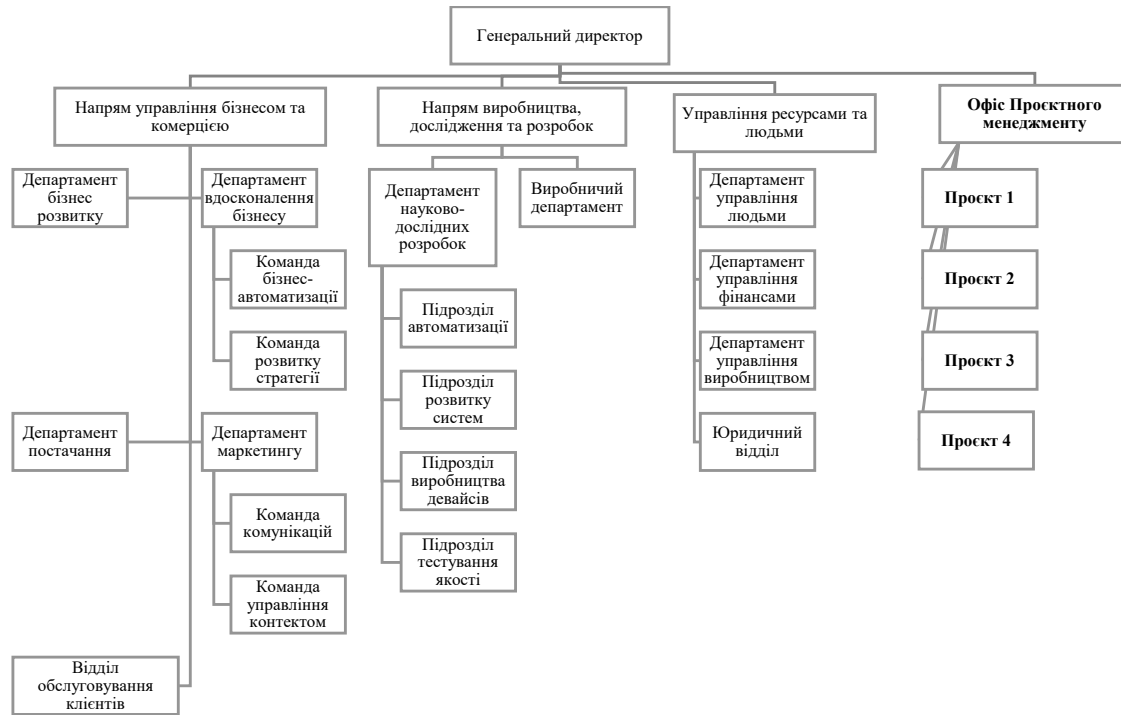 Генеральний директор
Напрям управління бізнесом та
комерцією
Департамент
бізнес
розвитку
Департамент
вдосконалення
бізнесу
Команда
бізнес-
автоматизації
Команда
розвитку
стратегії
Департамент
постачання
Департамент
маркетингу
Команда
комунікацій
Команда
управління
контектом
Відділ
обслуговування
клієнтів
Напрям виробництва,
дослідження та розробок
Департамент
науково-
дослідних
розробок
Виробничий
департамент
Підрозділ
автоматизації
Підрозділ
розвитку
систем
Підрозділ
виробництва
девайсів
Підрозділ
тестування
якості
Управління ресурсами та
людьми
Департамент
управління
людьми
Департамент
управління
фінансами
Департамент
управління
виробництвом
Юридичний
відділ
Офіс Проєктного
менеджменту
Проєкт 1
Проєкт 2
Проєкт 3
Проєкт 4